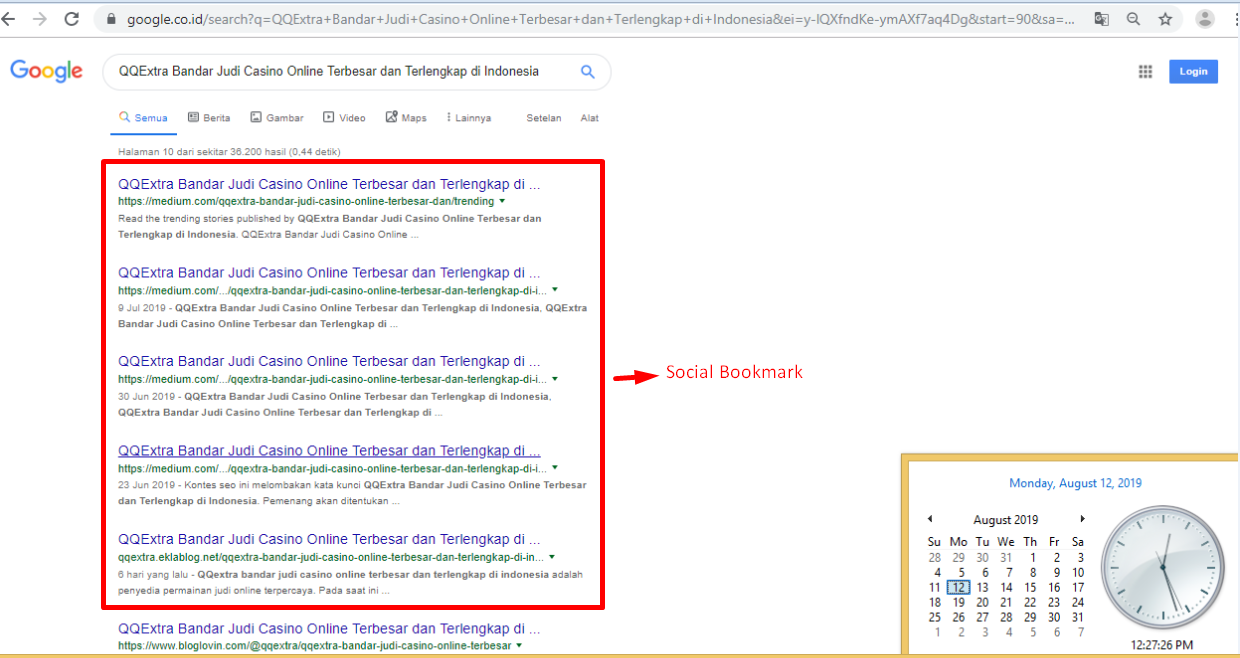 google.co.id/search?q=QQExtra+Bandar+Judi+Casino+Online+Terbesar+dan+Terlengkap+di+Indonesia&ei=y-lQXfndKe-ymAXf7aq4Dg&start=90&sa=...
Google
QQExtra Bandar Judi Casino Online Terbesar dan Terlengkap di Indonesia
Login
Semua Berita Gambar Video Maps Lainnya Setelan Alat
Halaman 10 dari sekitar 36.200 hasil (0,44 detik)
QQExtra Bandar Judi Casino Online Terbesar dan Terlengkap di ...
https://medium.com/qqextra-bandar-judi-casino-online-terbesar-dan/trending
Read the trending stories published by QQExtra Bandar Judi Casino Online Terbesar dan
Terlengkap di Indonesia. QQExtra Bandar Judi Casino Online ...
QQExtra Bandar Judi Casino Online Terbesar dan Terlengkap di ...
https://medium.com/.../qqextra-bandar-judi-casino-online-terbesar-dan-terlengkap-di-i...
9 Jul 2019 - QQExtra Bandar Judi Casino Online Terbesar dan Terlengkap di Indonesia, QQExtra
Bandar Judi Casino Online Terbesar dan Terlengkap di ...
QQExtra Bandar Judi Casino Online Terbesar dan Terlengkap di ...
https://medium.com/.../qqextra-bandar-judi-casino-online-terbesar-dan-terlengkap-di-i...
30 Jun 2019 - QQExtra Bandar Judi Casino Online Terbesar dan Terlengkap di Indonesia,
QQExtra Bandar Judi Casino Online Terbesar dan Terlengkap di ...
Social Bookmark
QQExtra Bandar Judi Casino Online Terbesar dan Terlengkap di ...
https://medium.com/.../qqextra-bandar-judi-casino-online-terbesar-dan-terlengkap-di-i...
23 Jun 2019 - Kontes seo ini melombakan kata kunci QQExtra Bandar Judi Casino Online Terbesar
dan Terlengkap di Indonesia. Pemenang akan ditentukan ...
QQExtra Bandar Judi Casino Online Terbesar dan Terlengkap di ...
qqextra.eklablog.net/qqextra-bandar-judi-casino-online-terbesar-dan-terlengkap-di-in...
6 hari yang lalu - QQextra bandar judi casino online terbesar dan terlengkap di indonesia adalah
penyedia permainan judi online terpercaya. Pada saat ini ...
QQExtra Bandar Judi Casino Online Terbesar dan Terlengkap di ...
https://www.bloglovin.com/@qqextra/qqextra-bandar-judi-casino-online-terbesar
Monday, August 12, 2019
August 2019
Su Mo Tu We Th Fr Sa
28 29 30 31 1 2 3
4 5 6 7 8 9 10
11 12 13 14 15 16 17
18 19 20 21 22 23 24
25 26 27 28 29 30 31
1 2 3 4 5 6 7
12:27:26 PM